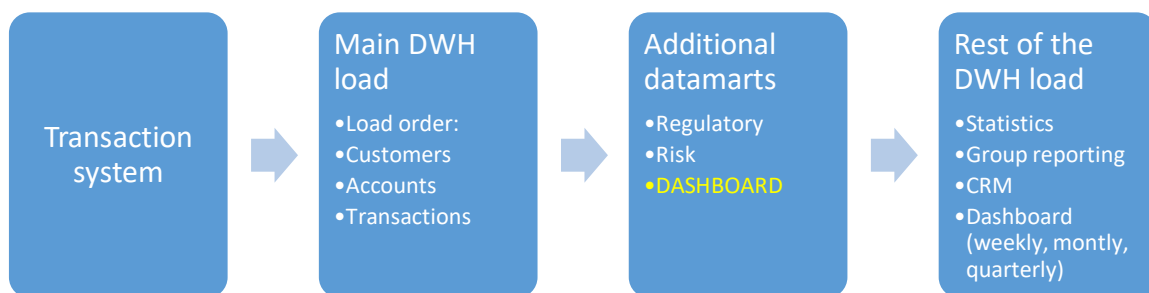 Transaction
system
Main DWH
load
•Load order:
•Customers
•Accounts
•Transactions
Additional
datamarts
•Regulatory
•Risk
•DASHBOARD
Rest of the
DWH load
•Statistics
•Group reporting
•CRM
•Dashboard
(weekly, montly,
quarterly)